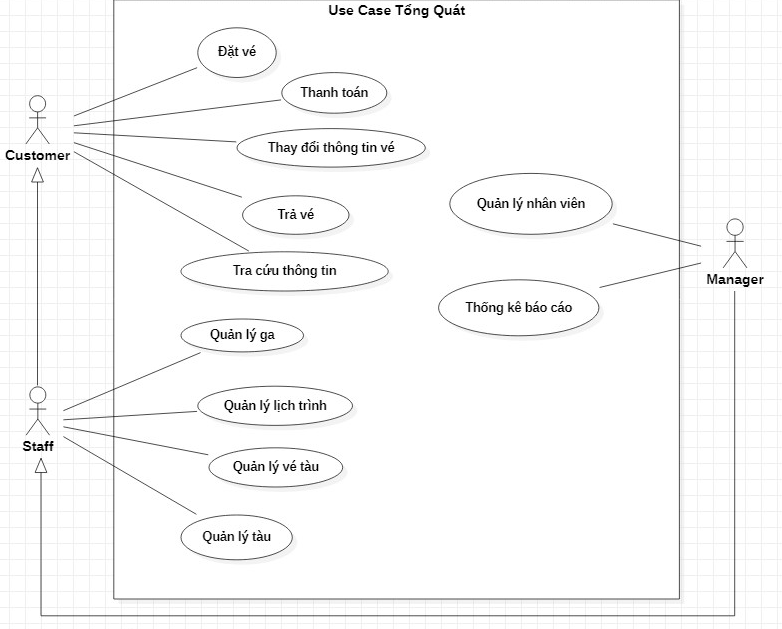 Use Case Tổng Quát
Đặt vé
Thanh toán
Customer
Thay đổi thông tin vé
Quản lý nhân viên
Trả vé
Tra cứu thông tin
Manager
Thống kê báo cáo
Quản lý ga
Quản lý lịch trình
Staff
Quản lý vé tàu
Quản lý tàu